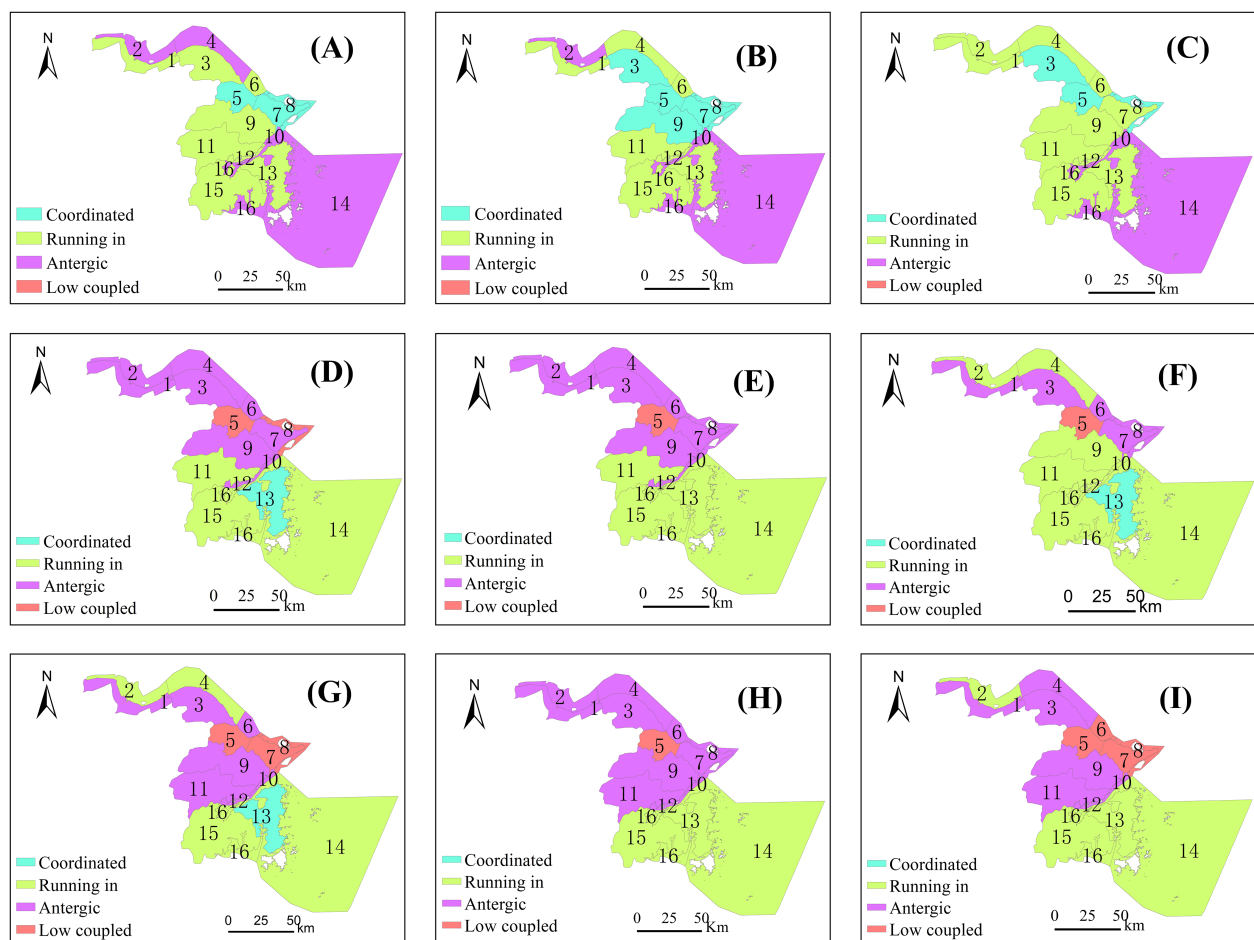 N
(A)
4
2
1
3
6
5
8
7
9
10
11
12
16
13
15
14
16
Coordinated
Running in
Antergic
Low coupled
0 25 50
km
N
(B)
4
2
1
3
6
5
8
7
9
10
11
12
16
13
15
14
16
Coordinated
Running in
Antergic
Low coupled
0 25 50
km
N
(C)
4
2
1
3
6
5
8
7
9
10
11
12
16
13
15
14
16
Coordinated
Running in
Antergic
Low coupled
0 25 50
km
N
(D)
4
2
1
3
6
5
8
7
9
10
11
12
16
13
15
14
16
Coordinated
Running in
Antergic
Low coupled
0 25 50
km
N
(E)
4
2
1
3
6
5
8
7
9
10
11
12
16
13
15
14
16
Coordinated
Running in
Antergic
Low coupled
0 25 50
km
N
(F)
4
2
1
3
6
5
8
7
9
10
11
12
16
13
15
14
16
Coordinated
Running in
Antergic
Low coupled
0 25 50
km
N
(G)
4
2
1
3
6
5
8
7
9
10
11
12
16
13
15
14
16
Coordinated
Running in
Antergic
Low coupled
0 25 50
km
N
(H)
4
2
1
3
6
5
8
7
9
10
11
12
16
13
15
14
16
Coordinated
Running in
Antergic
Low coupled
0 25 50
km
N
(I)
4
2
1
3
6
5
8
7
9
10
11
12
16
13
15
14
16
Coordinated
Running in
Antergic
Low coupled
0 25 50
km